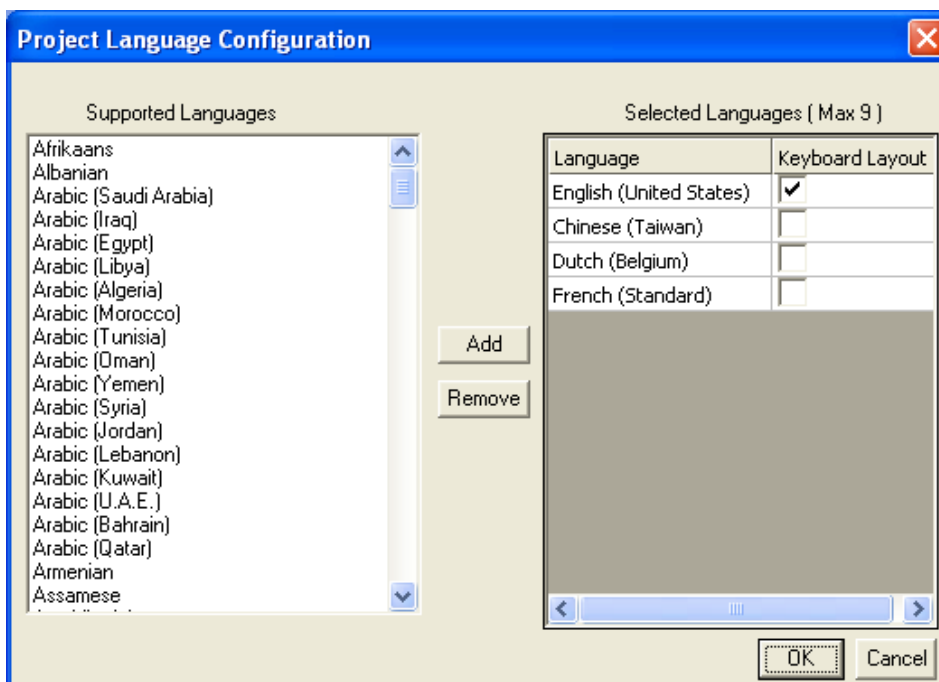 Project Language Configuration
Supported Languages
Afrikaans
Albanian
Arabic (Saudi Arabia)
Arabic (Iraq)
Arabic (Egypt)
Arabic (Libya)
Arabic (Algeria)
Arabic (Morocco)
Arabic (Tunisia)
Arabic (Oman)
Arabic (Yemen)
Arabic (Syria)
Arabic (Jordan)
Arabic (Lebanon)
Arabic (Kuwait)
Arabic (U.A.E.)
Arabic (Bahrain)
Arabic (Qatar)
Armenian
Assamese
Add
Remove
Selected Languages ( Max 9 )
Language Keyboard Layout
English (United States)
Chinese (Taiwan)
Dutch (Belgium)
French (Standard)
OK Cancel